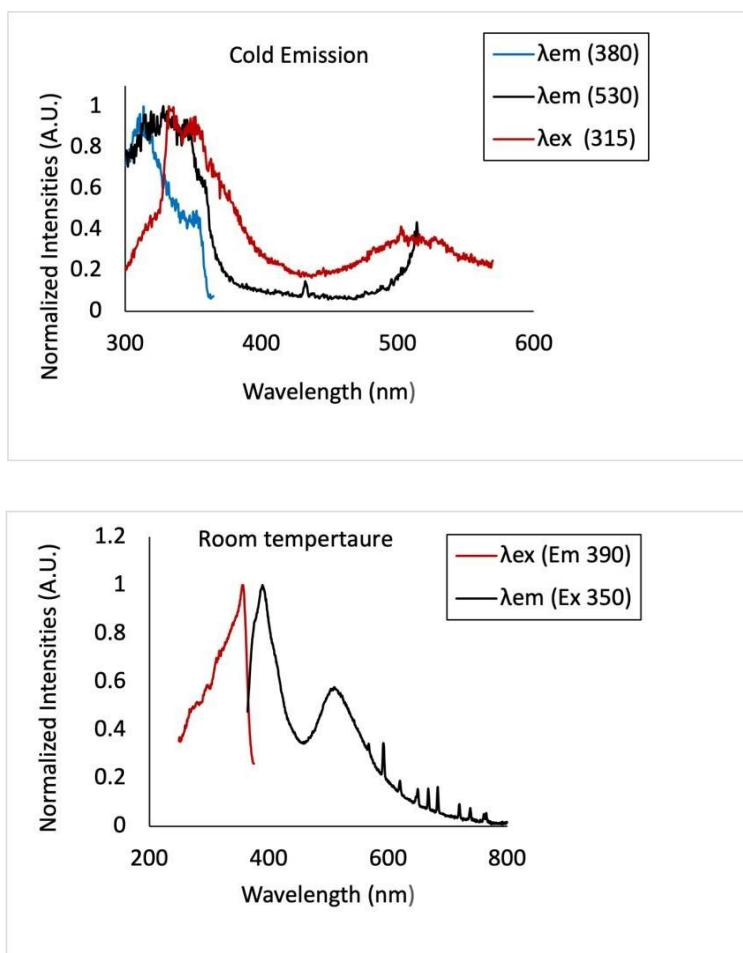 Cold Emission
λem (380)
λem (530)
λex (315)
Normalized Intensities (A.U.)
1
0.8
0.6
0.4
0.2
0
300 400 500 600
Wavelength (nm)
Room tempertaure
λex (Em 390)
λem (Ex 350)
Normalized Intensities (A.U.)
1.2
1
0.8
0.6
0.4
0.2
0
200 400 600 800
Wavelength (nm)